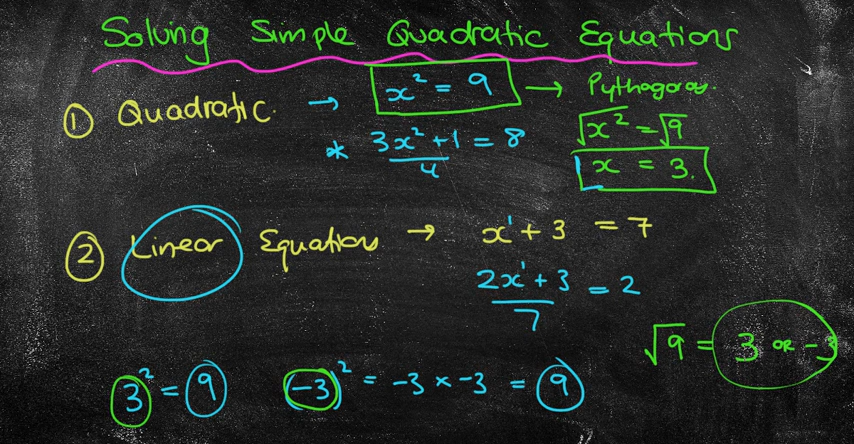 Solving Simple Quadratic Equations
① Quadratic. → x² = 9 → Pythagoras.
√x² = √9
* 3x² + 1 / 4 = 8
x = 3.
② Linear Equations → x¹ + 3 = 7
2x¹ + 3 / 7 = 2
√9 = 3 OR -3
3² = 9 (-3)² = -3 × -3 = 9